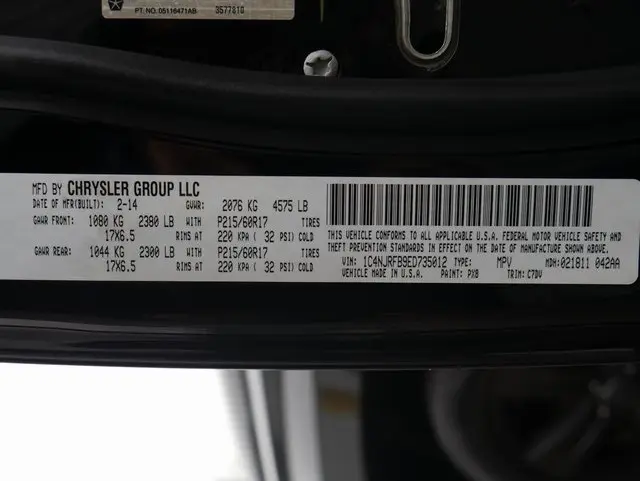 PT. NO. 05116471AB 3577810
MFD BY CHRYSLER GROUP LLC
DATE OF MFR(BUILT): 2-14 GVWR: 2076 KG 4575 LB
GAWR FRONT: 1080 KG 2380 LB WITH P215/60R17 TIRES
17X6.5 RIMS AT 220 KPA ( 32 PSI) COLD
GAWR REAR: 1044 KG 2300 LB WITH P215/60R17 TIRES
17X6.5 RIMS AT 220 KPA ( 32 PSI) COLD
THIS VEHICLE CONFORMS TO ALL APPLICABLE U.S.A. FEDERAL MOTOR VEHICLE SAFETY AND
THEFT PREVENTION STANDARDS IN EFFECT ON THE DATE OF MANUFACTURE SHOWN ABOVE.
VIN: 1C4NJRFB9ED735012 TYPE: MPV MDH:021811 042AA
VEHICLE MADE IN U.S.A. PAINT: PX8 TRIM: C7DV